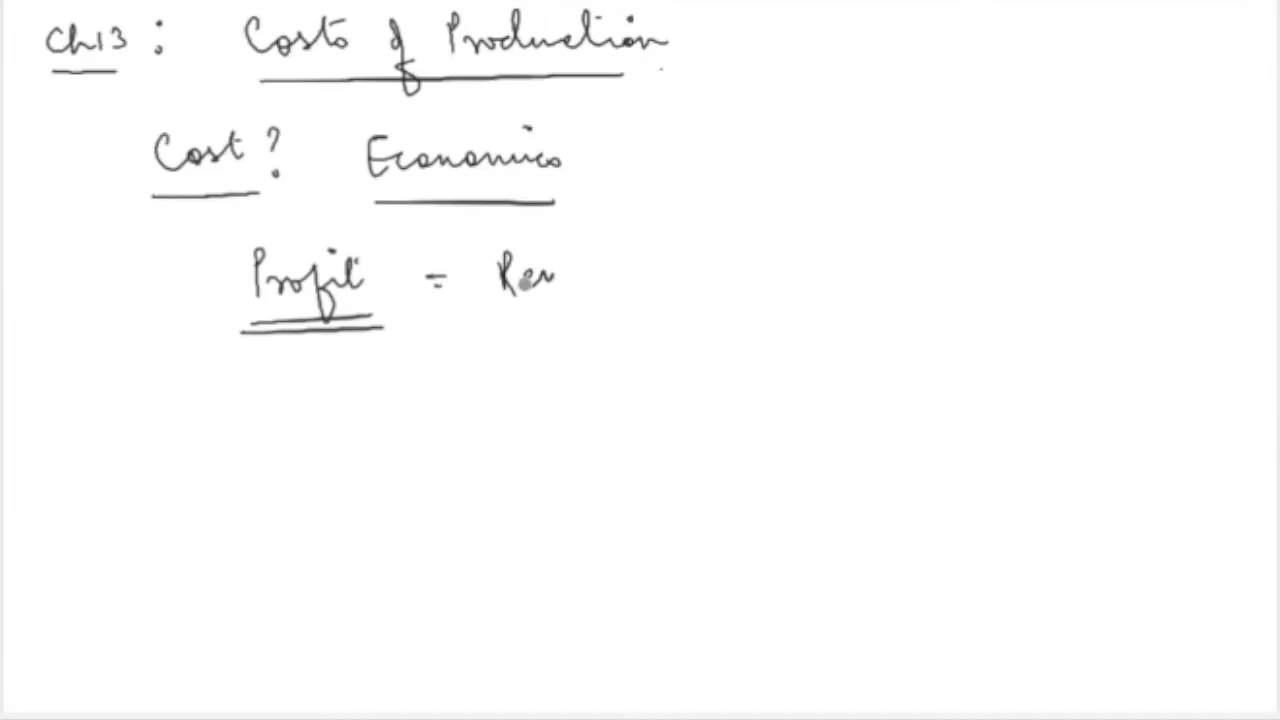 Ch13 : Costs of Production
Cost? Economics
Profit = Rev